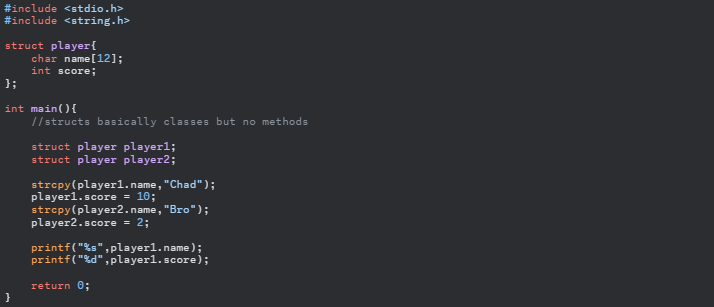 #include <stdio.h>
#include <string.h>
struct player{
    char name[12];
    int score;
};
int main(){
    //structs basically classes but no methods
    struct player player1;
    struct player player2;
    strcpy(player1.name,"Chad");
    player1.score = 10;
    strcpy(player2.name,"Bro");
    player2.score = 2;
    printf("%s",player1.name);
    printf("%d",player1.score);
    return 0;
}